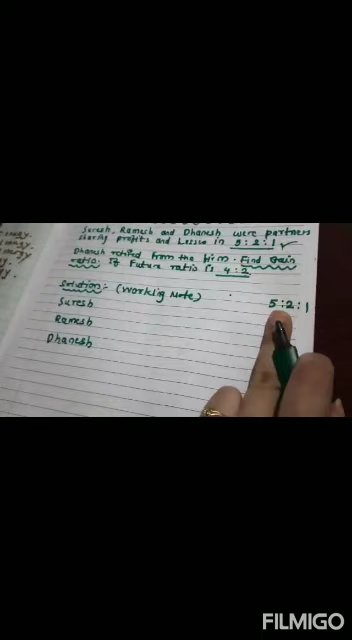 Suresh, Ramesh and Dhanesh were partners
sharing profits and Losses in 5:2:1 ✓
Dhanesh retired from the firm. Find Gain
ratio. If Future ratio is 4:2
Solution:- (Working Note)
Suresh 5:2:1
Ramesh
Dhanesh
FILMIGO